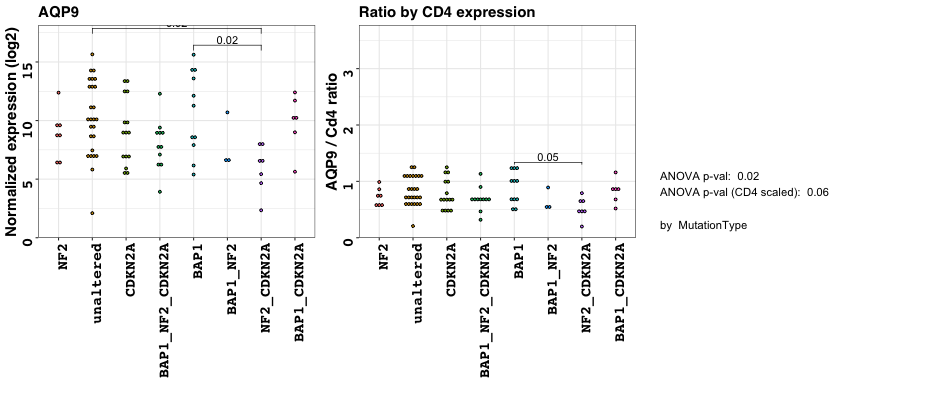 AQP9
Normalized expression (log2)
0
5
10
15
0.02
NF2
unaltered
CDKN2A
BAP1_NF2_CDKN2A
BAP1
BAP1_NF2
NF2_CDKN2A
BAP1_CDKN2A
Ratio by CD4 expression
AQP9 / Cd4 ratio
0
1
2
3
0.05
NF2
unaltered
CDKN2A
BAP1_NF2_CDKN2A
BAP1
BAP1_NF2
NF2_CDKN2A
BAP1_CDKN2A
ANOVA p-val: 0.02
ANOVA p-val (CD4 scaled): 0.06
by MutationType